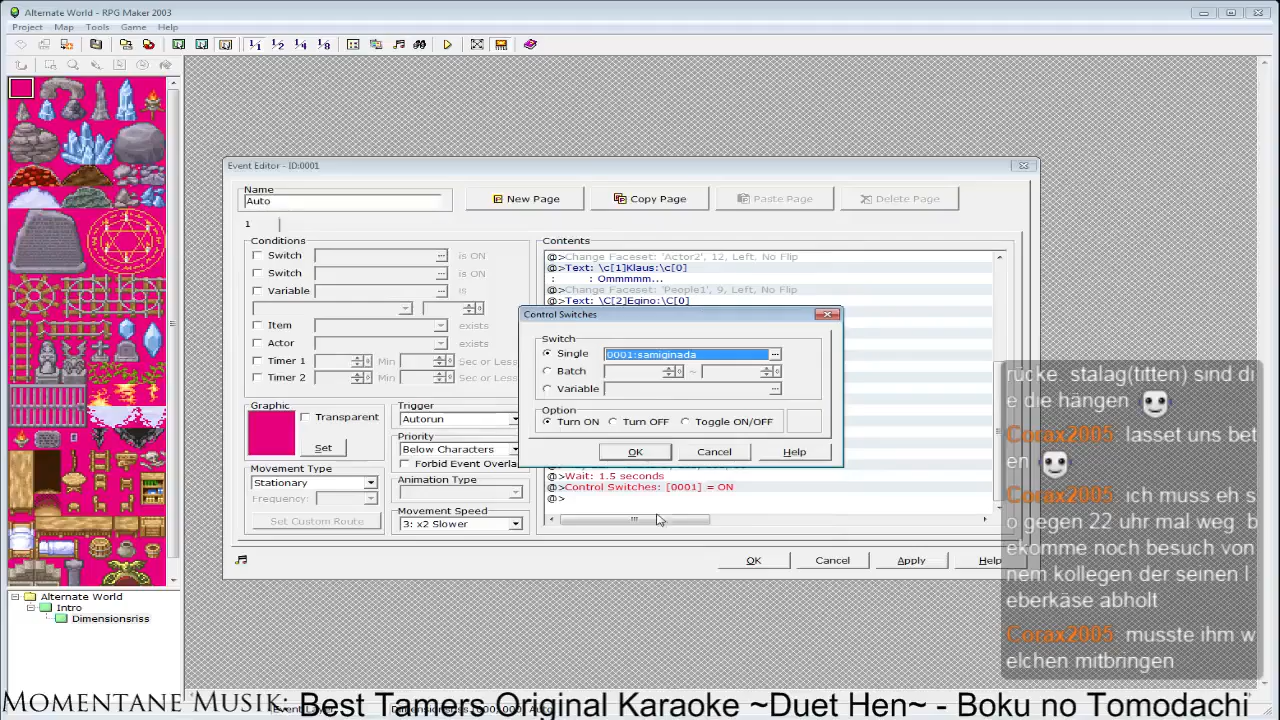 Alternate World - RPG Maker 2003
Project Map Tools Game Help
Event Editor - ID:0001
Name
Auto
New Page
Copy Page
Paste Page
Delete Page
1
Conditions
Switch ... is ON
Switch ... is ON
Variable ... is
Item exists
Actor exists
Timer 1 Min Sec or Less
Timer 2 Min Sec or Less
Graphic
Transparent
Set
Trigger
Autorun
Priority
Below Characters
Forbid Event Overla
Movement Type
Stationary
Frequency:
Set Custom Route
Animation Type
Movement Speed
3: x2 Slower
Contents
@>Change Faceset: 'Actor2', 12, Left, No Flip
@>Text: \c[1]Klaus:\c[0]
: : Ommmmm...
@>Change Faceset: 'People1', 9, Left, No Flip
@>Text: \C[2]Egino:\C[0]
@>Wait: 1.5 seconds
@>Control Switches: [0001] = ON
@>
Control Switches
Switch
Single 0001:samiginada ...
Batch ~
Variable ...
Option
Turn ON Turn OFF Toggle ON/OFF
OK Cancel Help
OK Cancel Apply Help
Alternate World
Intro
Dimensionsriss
rücke stalag(titten) sind di
e die hängen
Corax2005: lasset uns bet
en
Corax2005: ich muss eh s
o gegen 22 uhr mal weg, b
ekomme noch besuch von
nem kollegen der seinen l
eberkäse abholt
Corax2005: musste ihm w
elchen mitbringen
Momentane Musik: Best Tamers Original Karaoke ~Duet Hen~ - Boku no Tomodachi